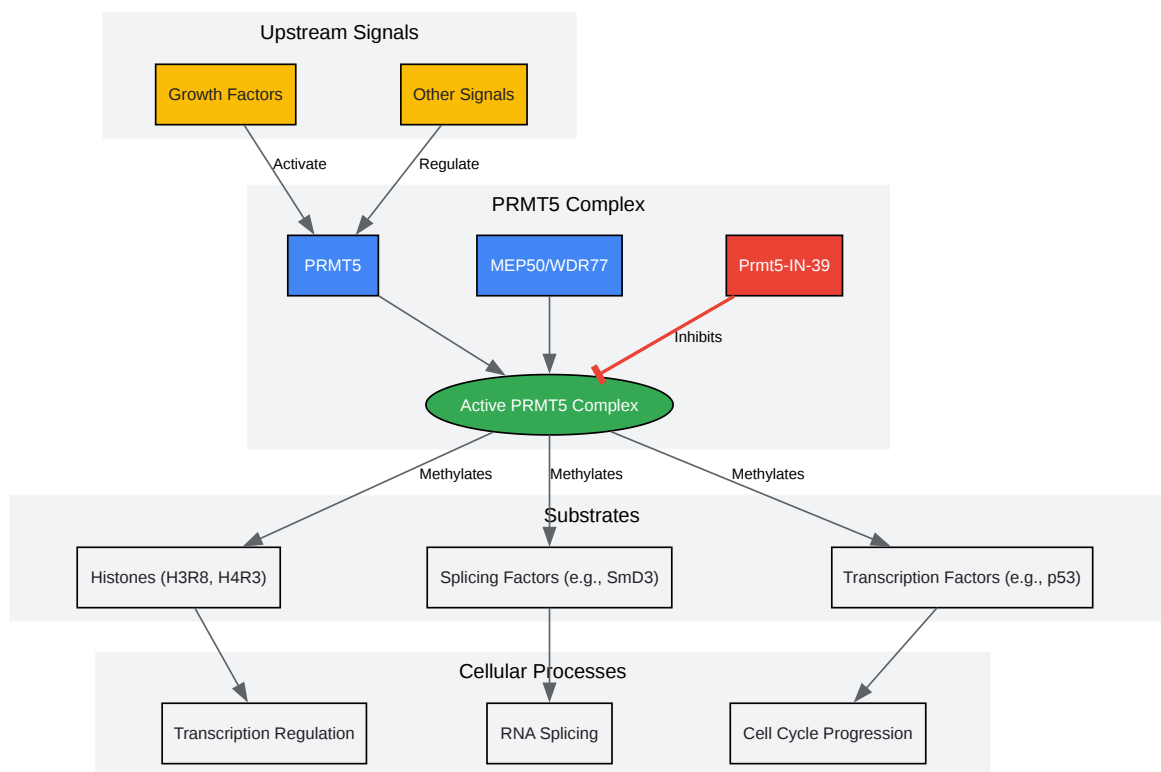 Upstream Signals
Growth Factors
Other Signals
Activate
Regulate
PRMT5 Complex
PRMT5
MEP50/WDR77
Prmt5-IN-39
Inhibits
Active PRMT5 Complex
Methylates
Methylates
Methylates
Substrates
Histones (H3R8, H4R3)
Splicing Factors (e.g., SmD3)
Transcription Factors (e.g., p53)
Cellular Processes
Transcription Regulation
RNA Splicing
Cell Cycle Progression